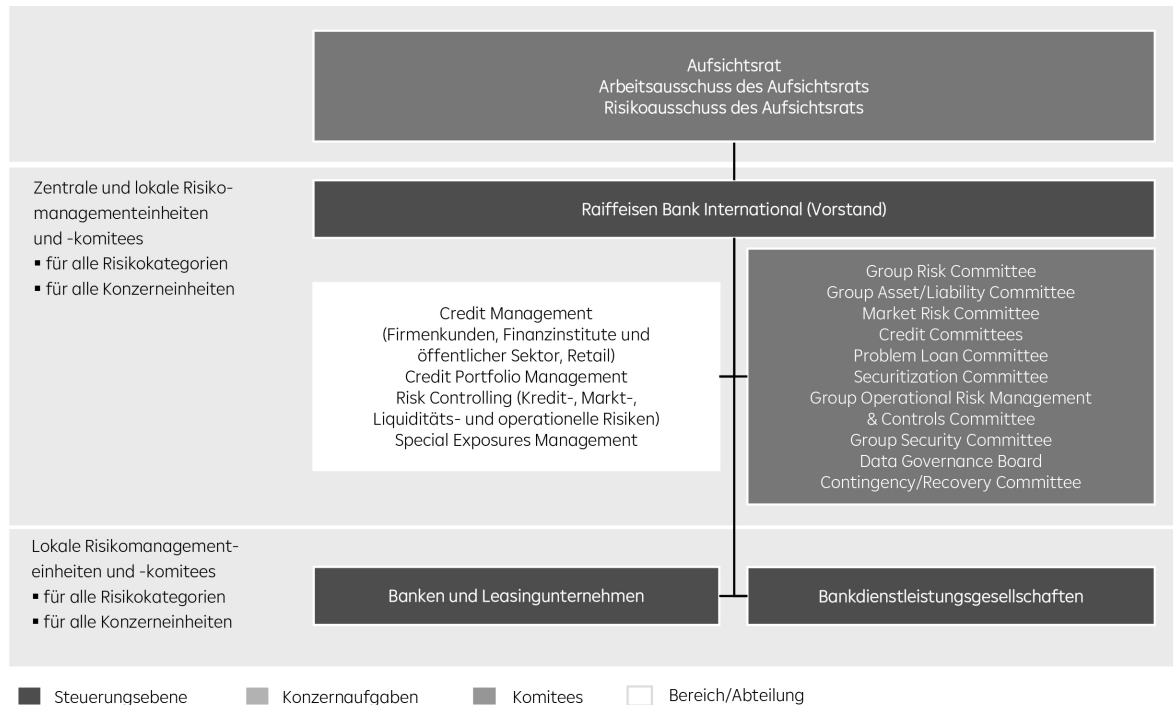 Aufsichtsrat
Arbeitsausschuss des Aufsichtsrats
Risikoausschuss des Aufsichtsrats
Zentrale und lokale Risiko-
managementeinheiten
und -komitees
▪ für alle Risikokategorien
▪ für alle Konzerneinheiten
Raiffeisen Bank International (Vorstand)
Credit Management
(Firmenkunden, Finanzinstitute und
öffentlicher Sektor, Retail)
Credit Portfolio Management
Risk Controlling (Kredit-, Markt-,
Liquiditäts- und operationelle Risiken)
Special Exposures Management
Group Risk Committee
Group Asset/Liability Committee
Market Risk Committee
Credit Committees
Problem Loan Committee
Securitization Committee
Group Operational Risk Management
& Controls Committee
Group Security Committee
Data Governance Board
Contingency/Recovery Committee
Lokale Risikomanagement-
einheiten und -komitees
▪ für alle Risikokategorien
▪ für alle Konzerneinheiten
Banken und Leasingunternehmen
Bankdienstleistungsgesellschaften
Steuerungsebene
Konzernaufgaben
Komitees
Bereich/Abteilung